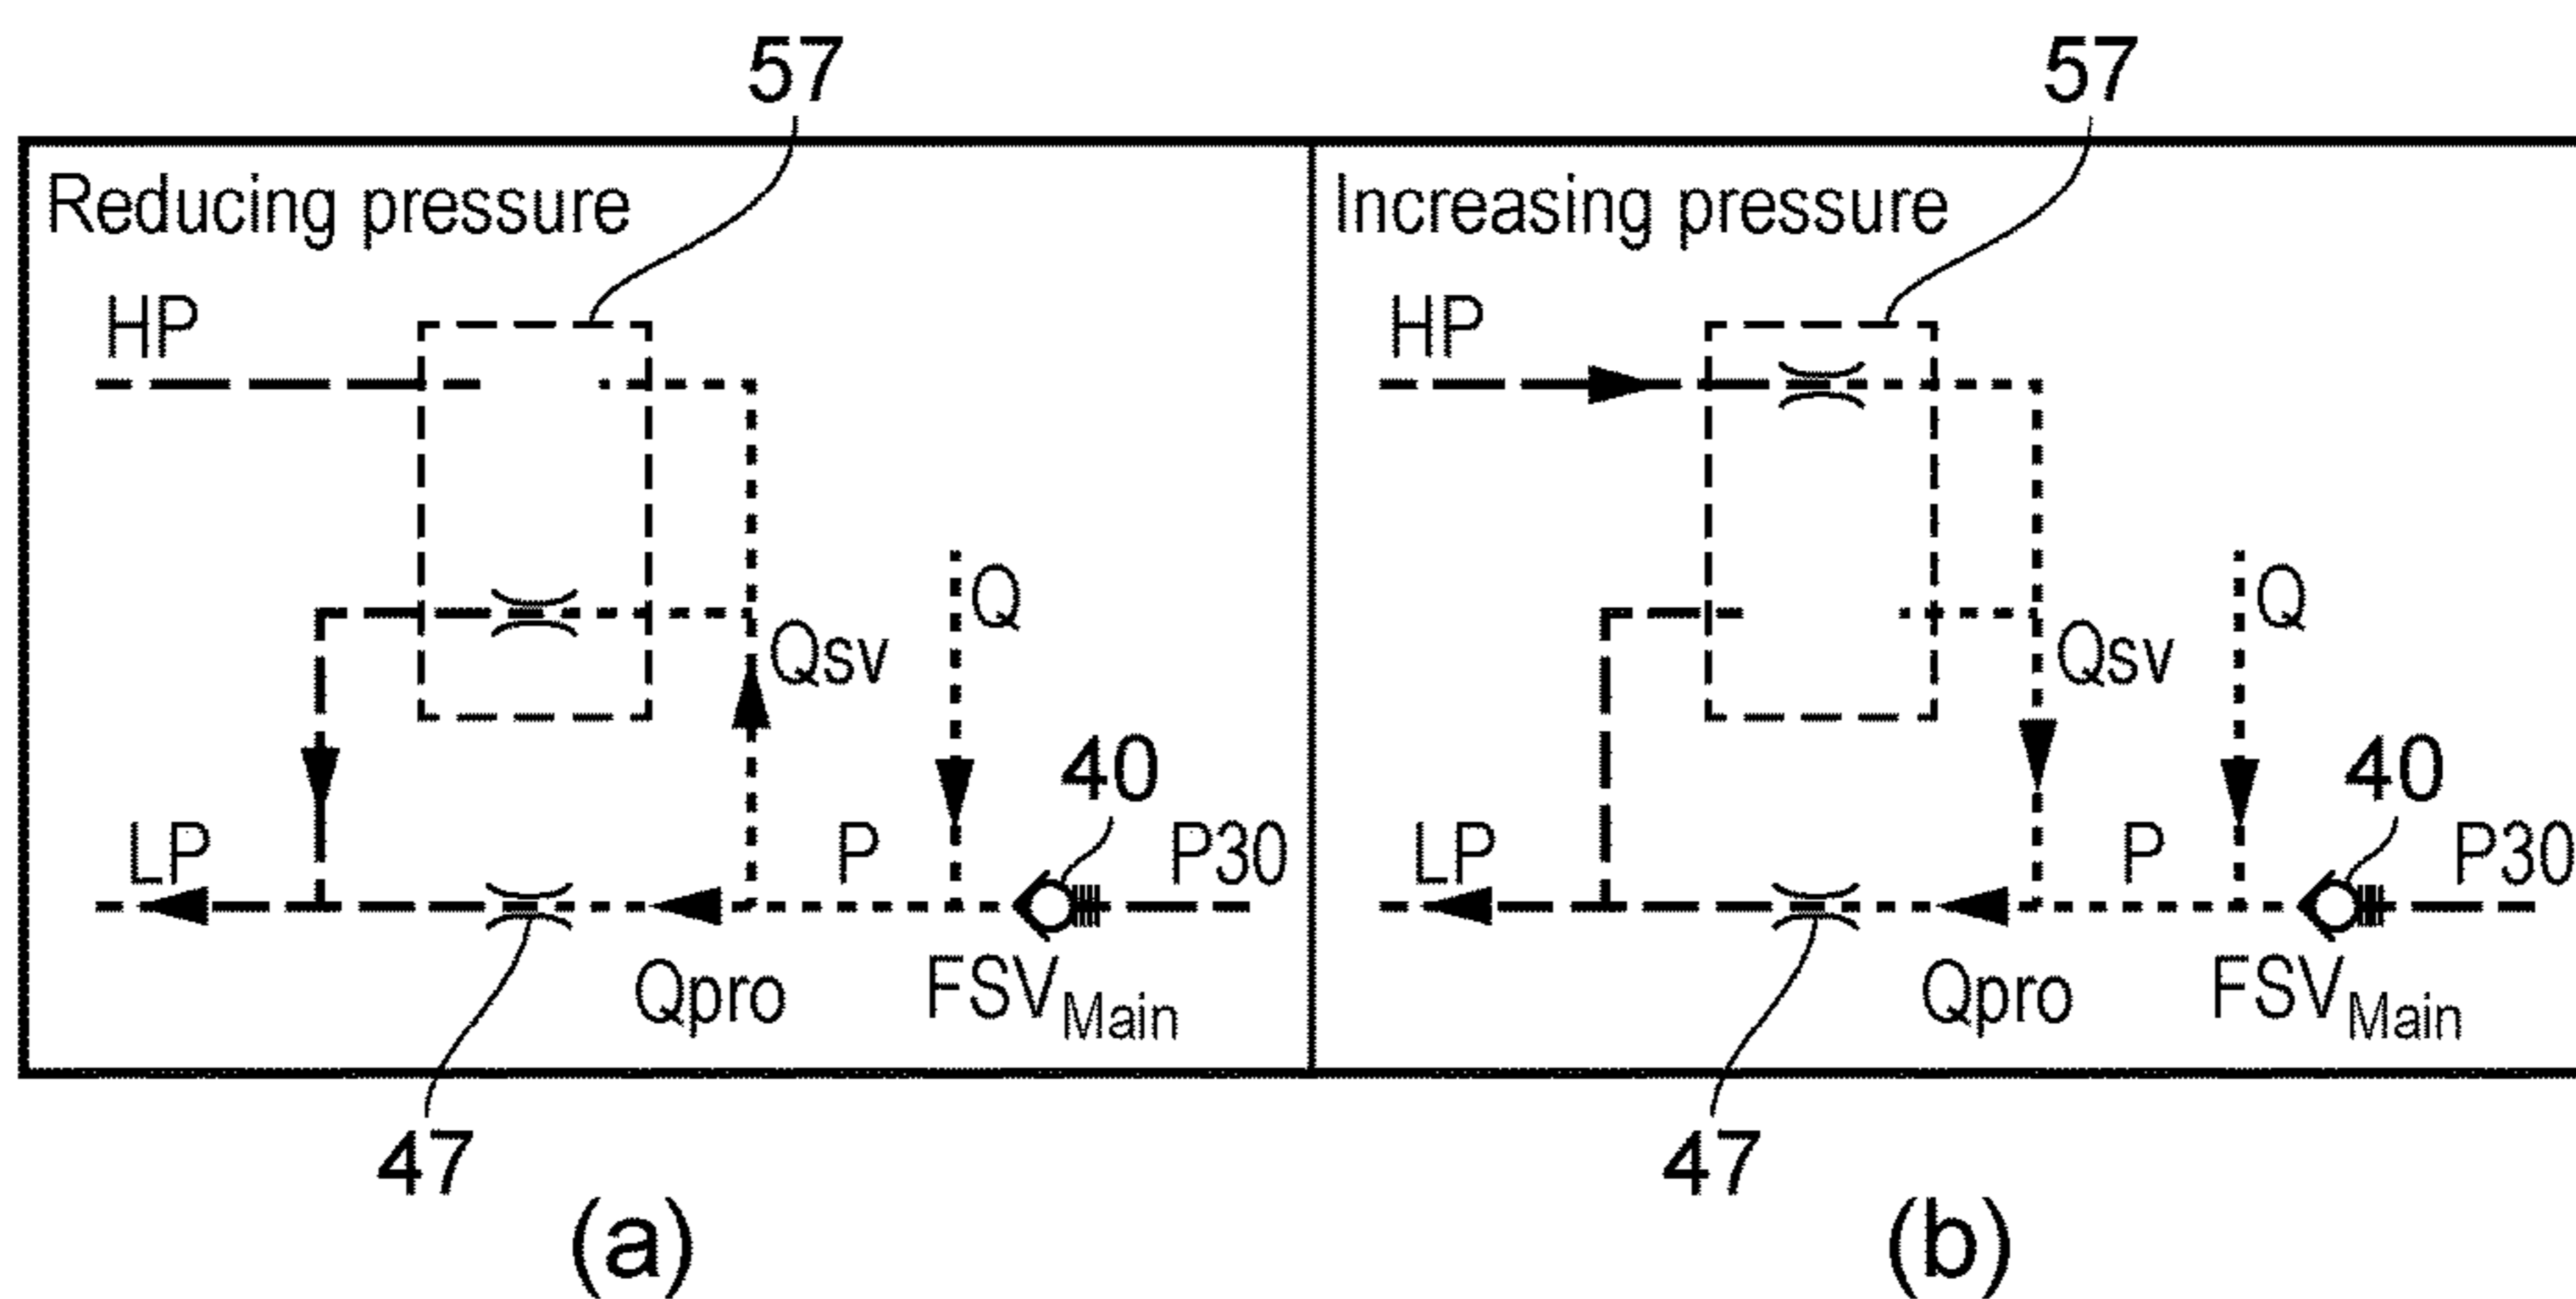 57
57
Reducing pressure
Increasing pressure
HP
HP
Q
Q
Qsv
Qsv
40
40
LP
P
P30
LP
P
P30
Qpro
FSVMain
Qpro
FSVMain
47
47
(a)
(b)